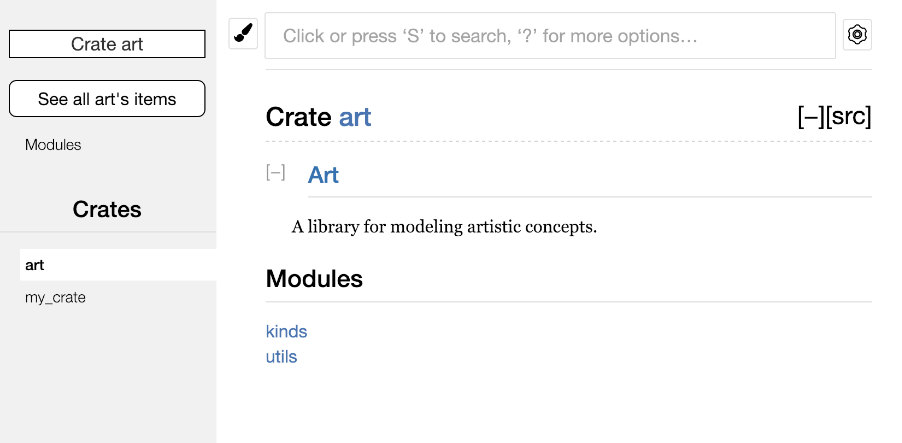 Crate art
See all art's items
Modules
Crates
art
my_crate
Click or press ‘S’ to search, ‘?’ for more options…
Crate art
[−][src]
[−]
Art
A library for modeling artistic concepts.
Modules
kinds
utils